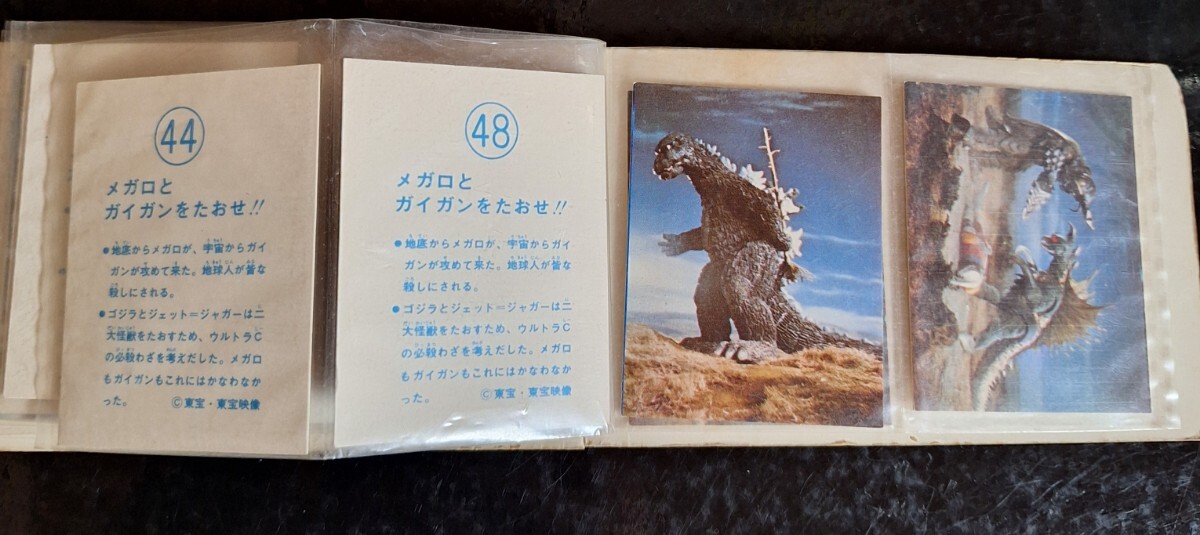 44
メガロと
ガイガンをたおせ!!
●地底からメガロが、宇宙からガイ
ガンが攻めて来た。地球人が皆な
殺しにされる。
●ゴジラとジェット=ジャガーは二
大怪獣をたおすため、ウルトラC
の必殺わざを考えだした。メガロ
もガイガンもこれにはかなわなか
った。 ©東宝・東宝映像
48
メガロと
ガイガンをたおせ!!
●地底からメガロが、宇宙からガイ
ガンが攻めて来た。地球人が皆な
殺しにされる。
●ゴジラとジェット=ジャガーは二
大怪獣をたおすため、ウルトラC
の必殺わざを考えだした。メガロ
もガイガンもこれにはかなわなか
った。 ©東宝・東宝映像